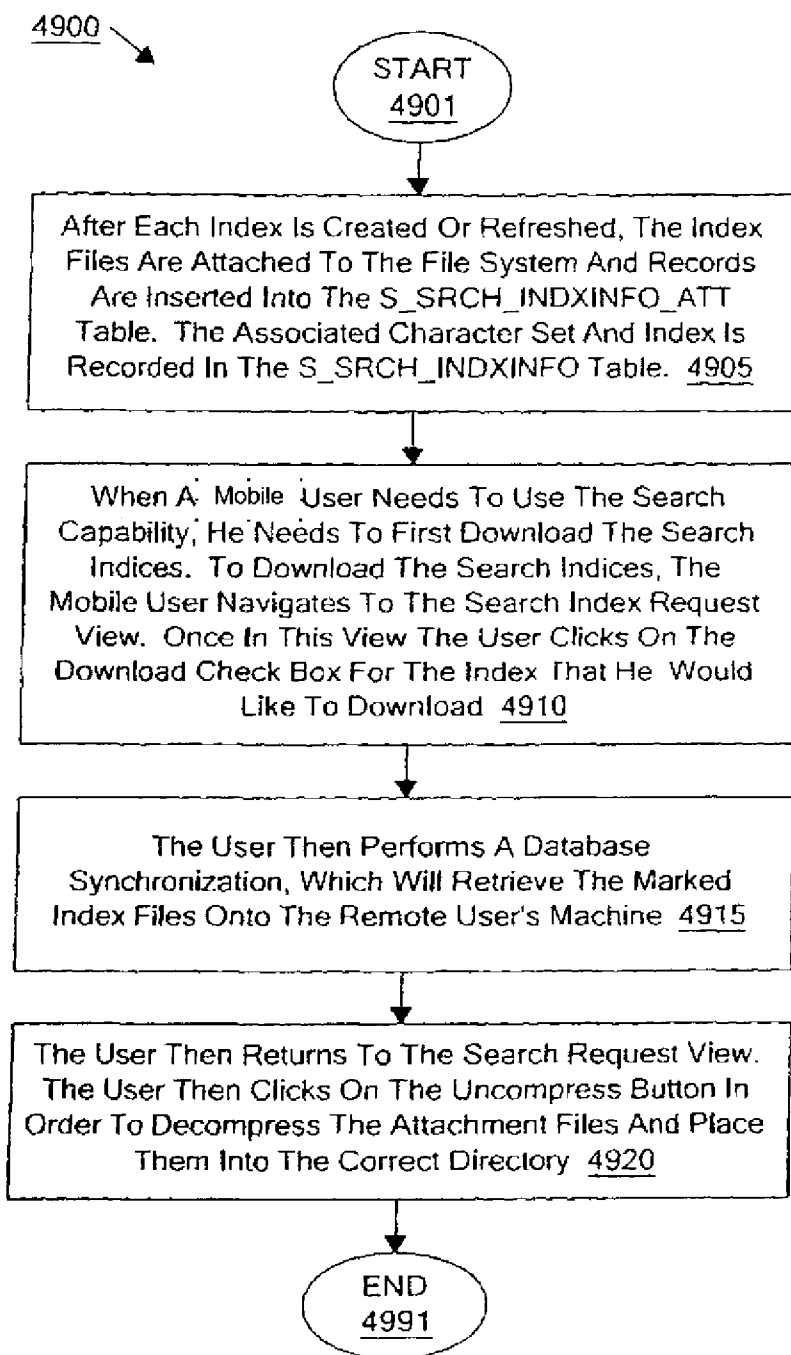 4900
START
4901
After Each Index Is Created Or Refreshed, The Index
Files Are Attached To The File System And Records
Are Inserted Into The S_SRCH_INDXINFO_ATT
Table. The Associated Character Set And Index Is
Recorded In The S_SRCH_INDXINFO Table. 4905
When A Mobile User Needs To Use The Search
Capability, He Needs To First Download The Search
Indices. To Download The Search Indices, The
Mobile User Navigates To The Search Index Request
View. Once In This View The User Clicks On The
Download Check Box For The Index That He Would
Like To Download 4910
The User Then Performs A Database
Synchronization, Which Will Retrieve The Marked
Index Files Onto The Remote User's Machine 4915
The User Then Returns To The Search Request View.
The User Then Clicks On The Uncompress Button In
Order To Decompress The Attachment Files And Place
Them Into The Correct Directory 4920
END
4991